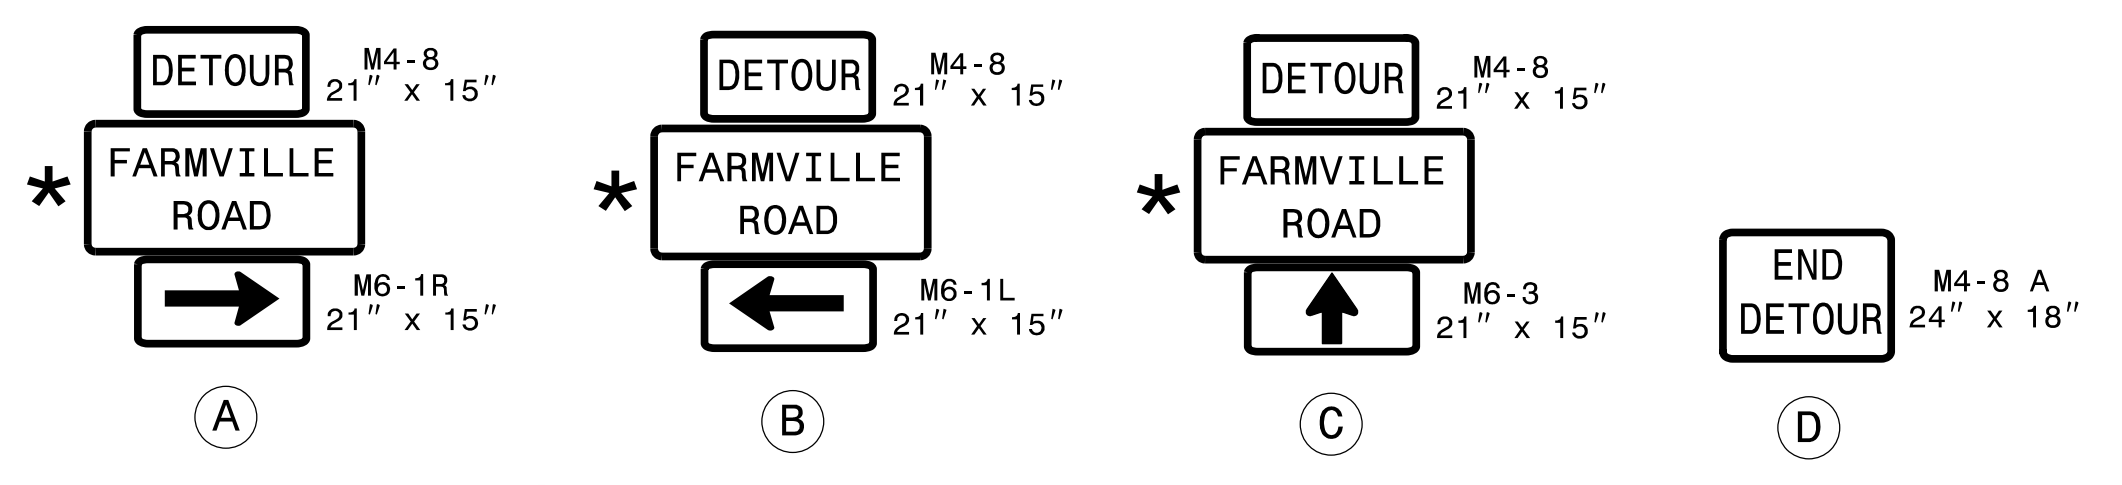 DETOUR
M4-8
21" x 15"
*
FARMVILLE
ROAD
M6-1R
21" x 15"
A
DETOUR
M4-8
21" x 15"
*
FARMVILLE
ROAD
M6-1L
21" x 15"
B
DETOUR
M4-8
21" x 15"
*
FARMVILLE
ROAD
M6-3
21" x 15"
C
END
DETOUR
M4-8 A
24" x 18"
D